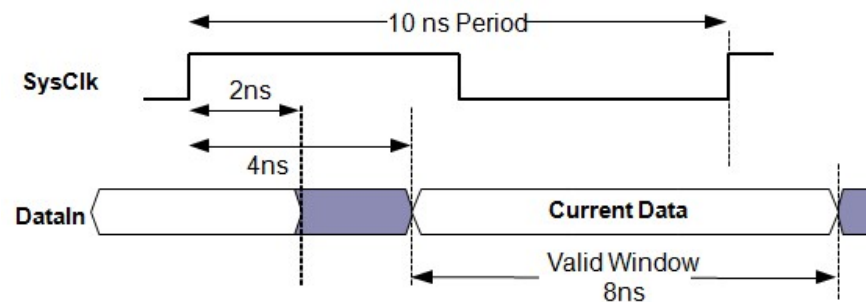 10 ns Period
SysClk
2ns
4ns
DataIn
Current Data
Valid Window
8ns